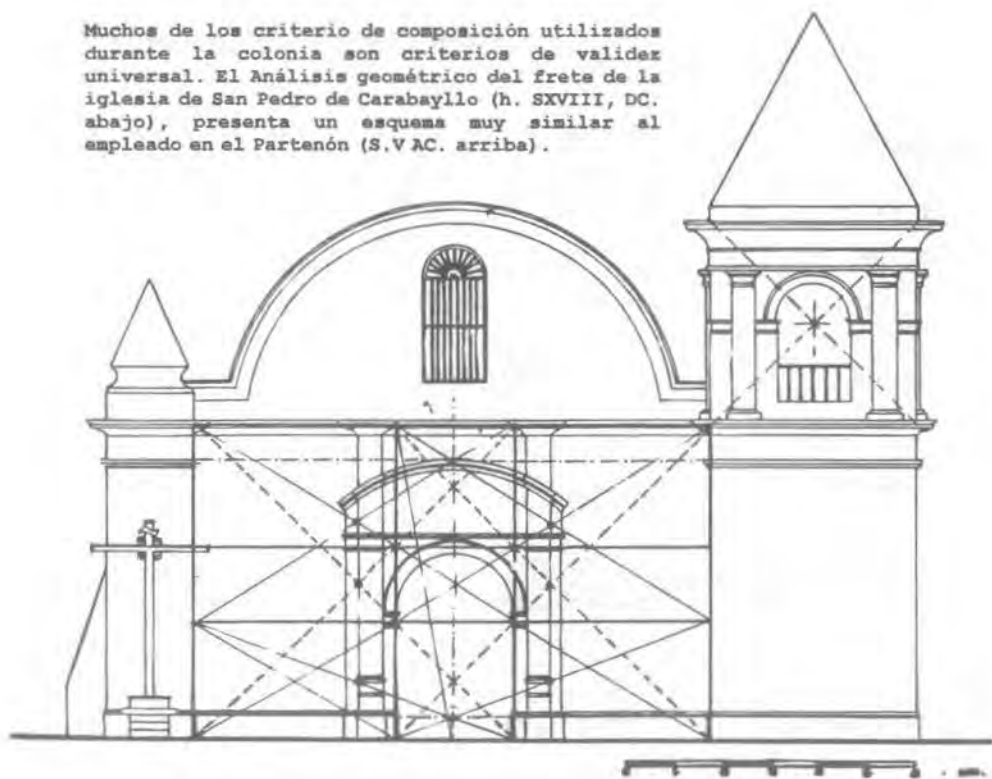 Muchos de los criterio de composición utilizados
durante la colonia son criterios de validez
universal. El Análisis geométrico del frete de la
iglesia de San Pedro de Carabayllo (h. SXVIII, DC.
abajo), presenta un esquema muy similar al
empleado en el Partenón (S.V AC. arriba).